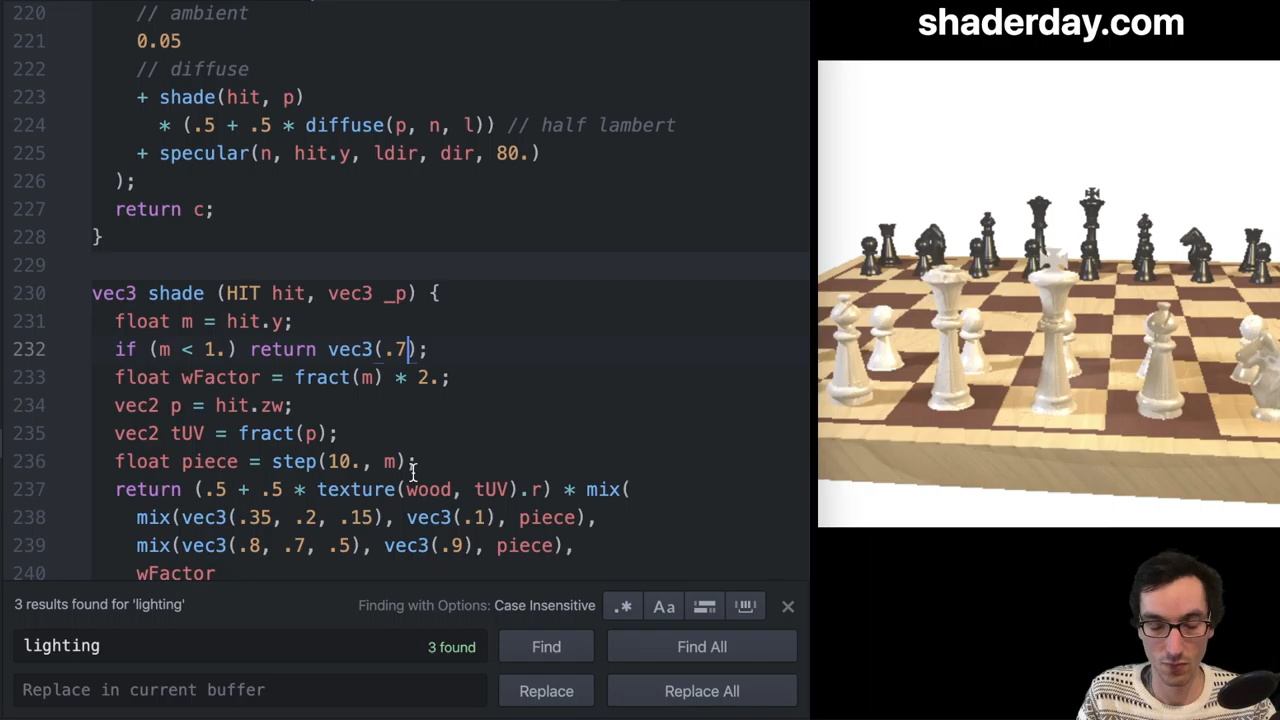 220 // ambient
221 0.05
222 // diffuse
223 + shade(hit, p)
224 * (.5 + .5 * diffuse(p, n, l)) // half lambert
225 + specular(n, hit.y, ldir, dir, 80.)
226 );
227 return c;
228 }
229
230 vec3 shade (HIT hit, vec3 _p) {
231 float m = hit.y;
232 if (m < 1.) return vec3(.7);
233 float wFactor = fract(m) * 2.;
234 vec2 p = hit.zw;
235 vec2 tUV = fract(p);
236 float piece = step(10., m);
237 return (.5 + .5 * texture(wood, tUV).r) * mix(
238 mix(vec3(.35, .2, .15), vec3(.1), piece),
239 mix(vec3(.8, .7, .5), vec3(.9), piece),
240 wFactor
3 results found for 'lighting'
Finding with Options: Case Insensitive
.*
Aa
lighting
3 found
Find
Find All
Replace in current buffer
Replace
Replace All
shaderday.com